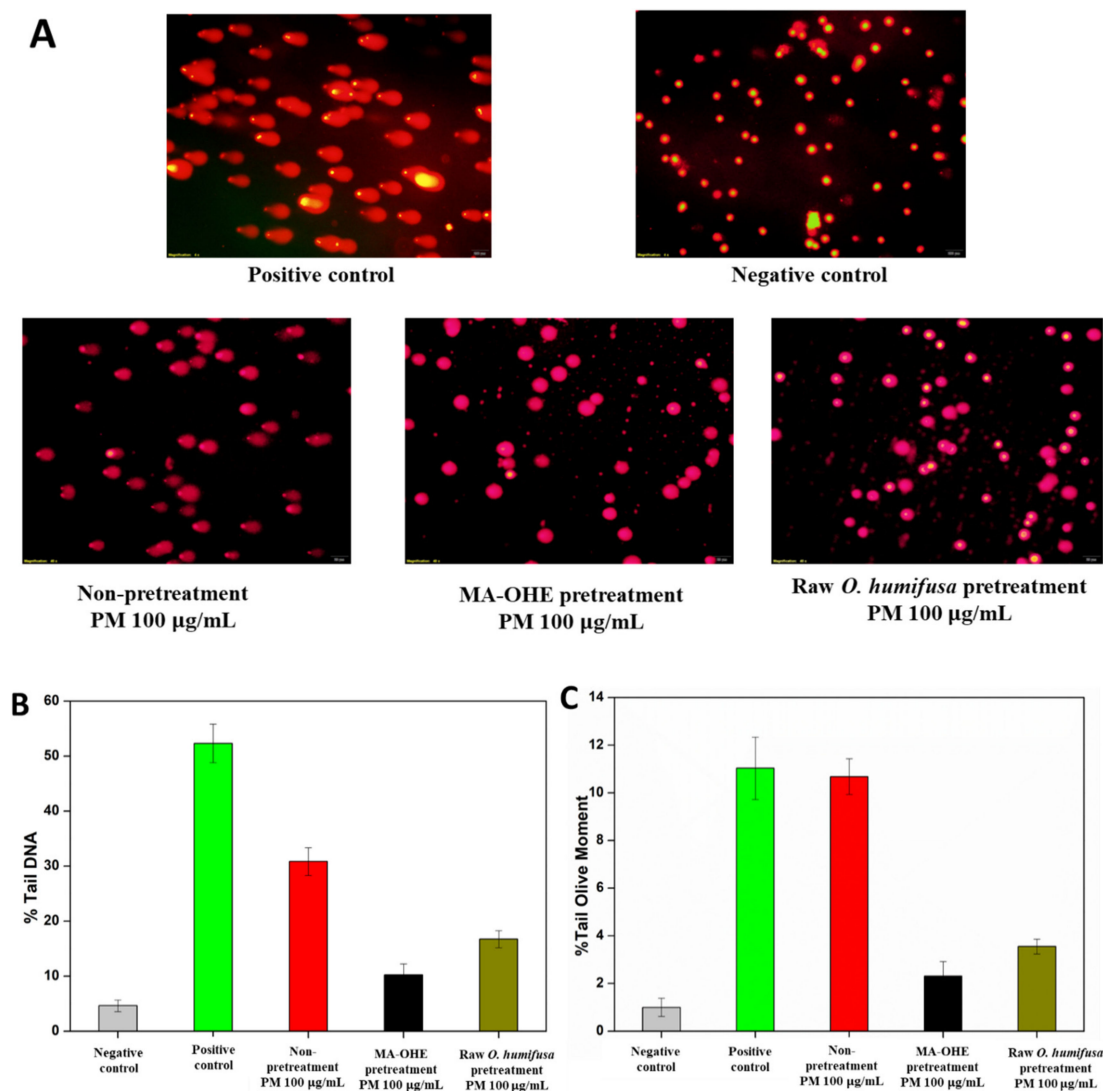 A
Positive control
Negative control
Non-pretreatment
PM 100 µg/mL
MA-OHE pretreatment
PM 100 µg/mL
Raw O. humifusa pretreatment
PM 100 µg/mL
B
% Tail DNA
60
50
40
30
20
10
0
Negative
control
Positive
control
Non-
pretreatment
PM 100 µg/mL
MA-OHE
pretreatment
PM 100 µg/mL
Raw O. humifusa
pretreatment
PM 100 µg/mL
C
%Tail Olive Moment
14
12
10
8
6
4
2
0
Negative
control
Positive
control
Non-
pretreatment
PM 100 µg/mL
MA-OHE
pretreatment
PM 100 µg/mL
Raw O. humifusa
pretreatment
PM 100 µg/mL